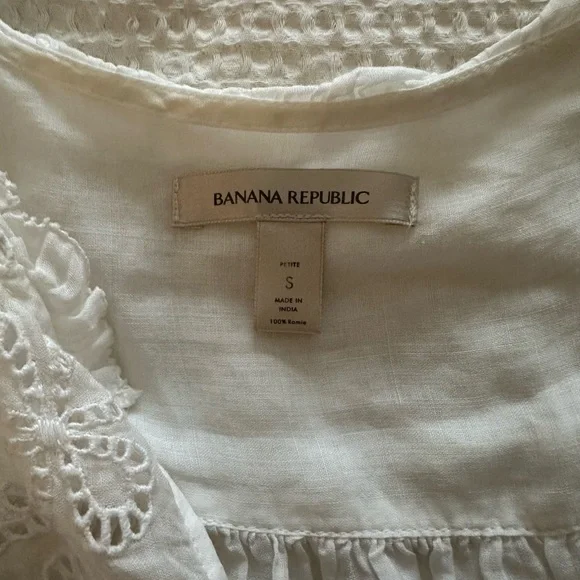 BANANA REPUBLIC
PETITE
S
MADE IN
INDIA
100% Ramie